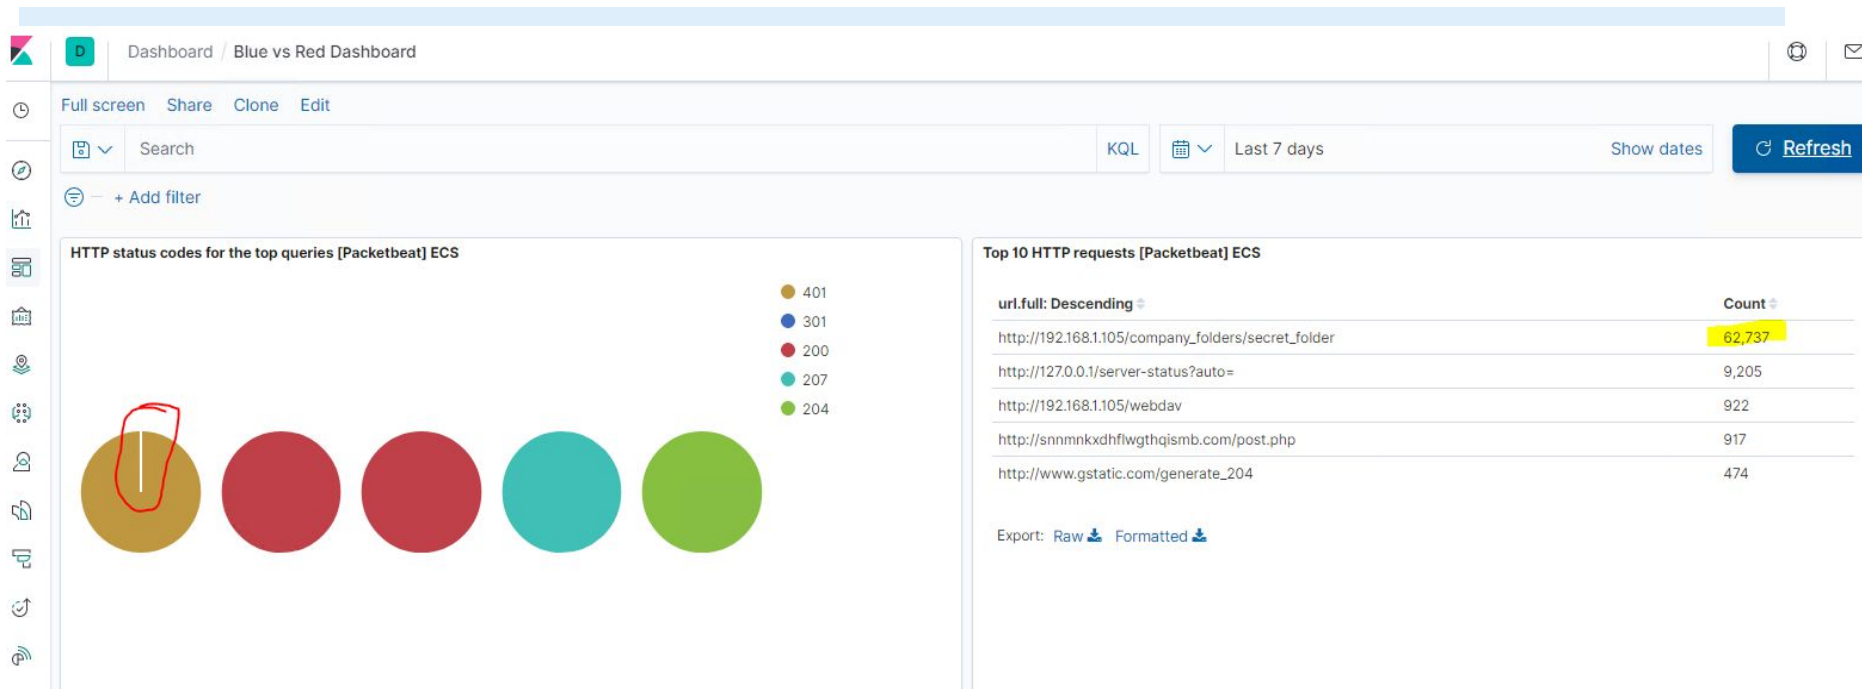 D Dashboard / Blue vs Red Dashboard
Full screen Share Clone Edit
Search KQL Last 7 days Show dates Refresh
+ Add filter
HTTP status codes for the top queries [Packetbeat] ECS
401
301
200
207
204
Top 10 HTTP requests [Packetbeat] ECS
url.full: Descending Count
http://192.168.1.105/company_folders/secret_folder 62,737
http://127.0.0.1/server-status?auto= 9,205
http://192.168.1.105/webdav 922
http://snnmnkxdhflwgthqismb.com/post.php 917
http://www.gstatic.com/generate_204 474
Export: Raw Formatted